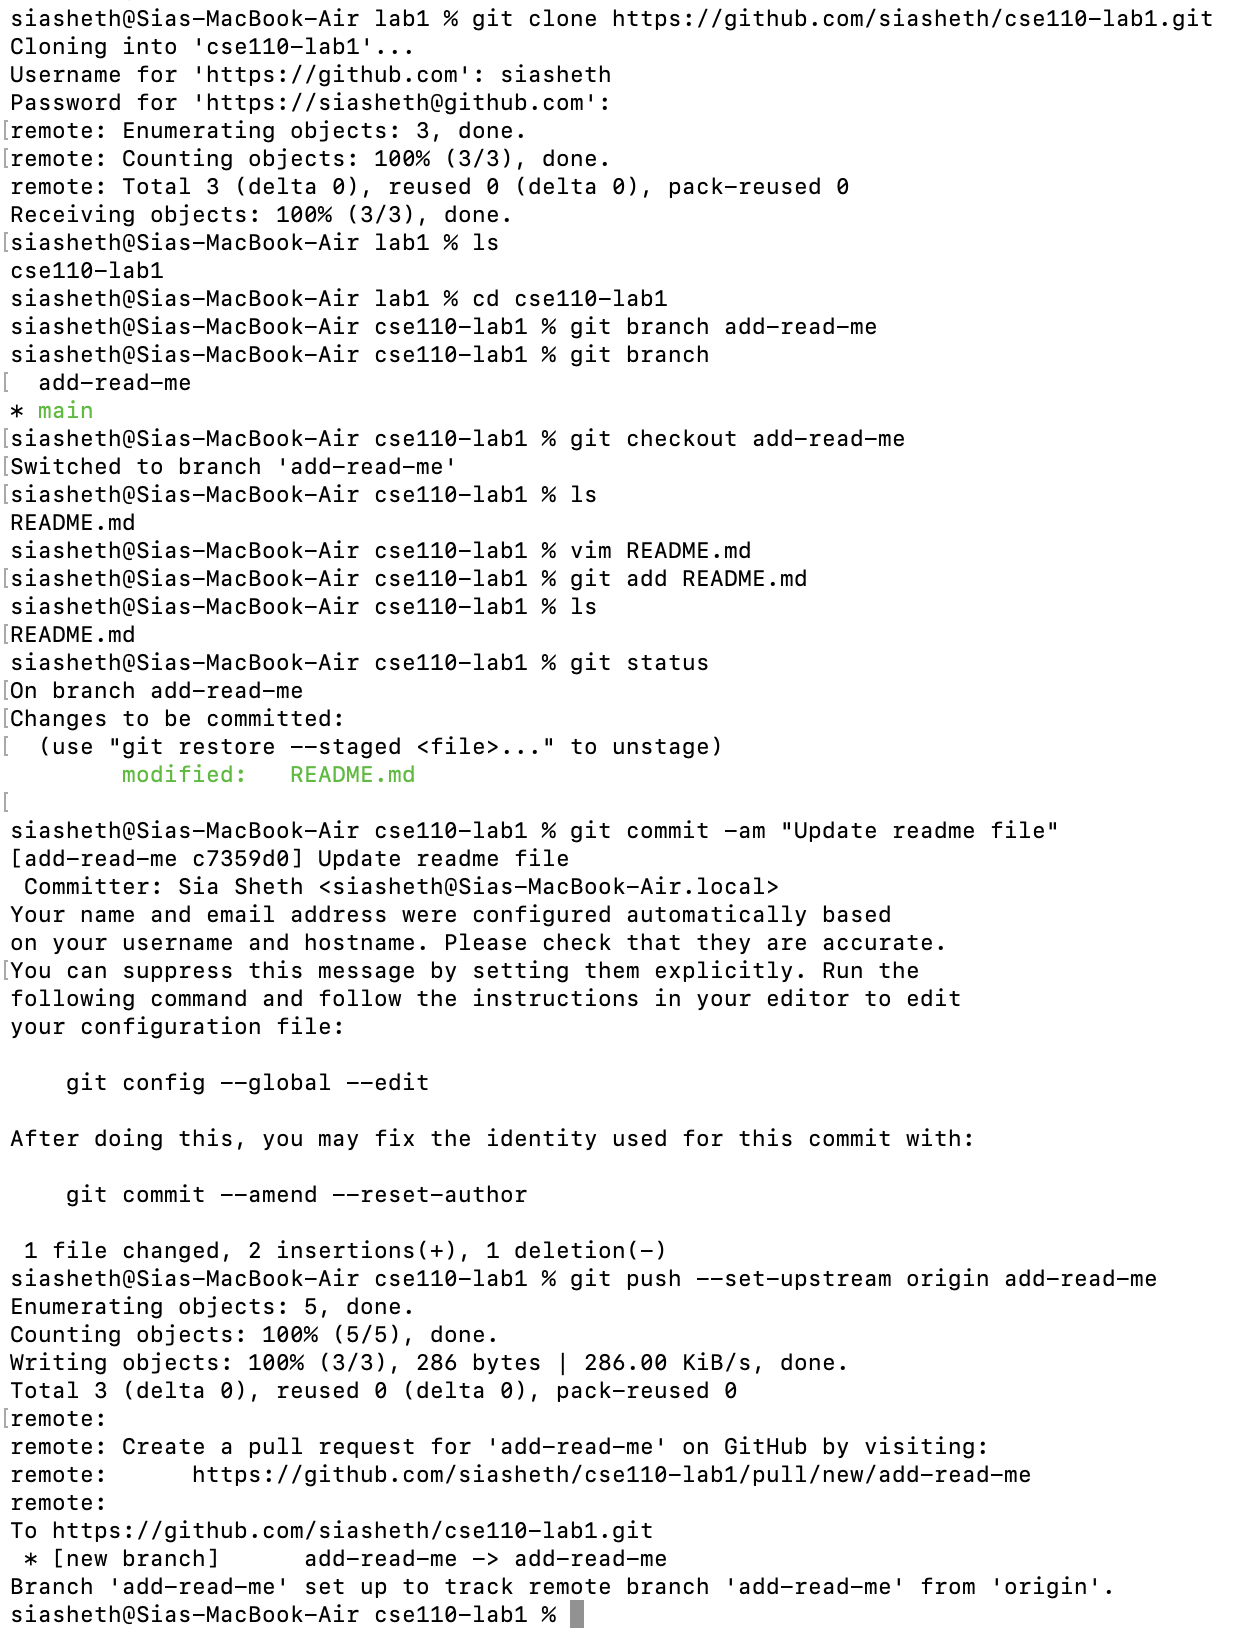 siasheth@Sias-MacBook-Air lab1 % git clone https://github.com/siasheth/cse110-lab1.git
Cloning into 'cse110-lab1'...
Username for 'https://github.com': siasheth
Password for 'https://siasheth@github.com':
[remote: Enumerating objects: 3, done.
[remote: Counting objects: 100% (3/3), done.
remote: Total 3 (delta 0), reused 0 (delta 0), pack-reused 0
Receiving objects: 100% (3/3), done.
[siasheth@Sias-MacBook-Air lab1 % ls
cse110-lab1
siasheth@Sias-MacBook-Air lab1 % cd cse110-lab1
siasheth@Sias-MacBook-Air cse110-lab1 % git branch add-read-me
siasheth@Sias-MacBook-Air cse110-lab1 % git branch
[  add-read-me
* main
[siasheth@Sias-MacBook-Air cse110-lab1 % git checkout add-read-me
[Switched to branch 'add-read-me'
[siasheth@Sias-MacBook-Air cse110-lab1 % ls
README.md
siasheth@Sias-MacBook-Air cse110-lab1 % vim README.md
[siasheth@Sias-MacBook-Air cse110-lab1 % git add README.md
siasheth@Sias-MacBook-Air cse110-lab1 % ls
[README.md
siasheth@Sias-MacBook-Air cse110-lab1 % git status
[On branch add-read-me
[Changes to be committed:
[  (use "git restore --staged <file>..." to unstage)
        modified:   README.md
[
siasheth@Sias-MacBook-Air cse110-lab1 % git commit -am "Update readme file"
[add-read-me c7359d0] Update readme file
 Committer: Sia Sheth <siasheth@Sias-MacBook-Air.local>
Your name and email address were configured automatically based
on your username and hostname. Please check that they are accurate.
[You can suppress this message by setting them explicitly. Run the
following command and follow the instructions in your editor to edit
your configuration file:

    git config --global --edit

After doing this, you may fix the identity used for this commit with:

    git commit --amend --reset-author

 1 file changed, 2 insertions(+), 1 deletion(-)
siasheth@Sias-MacBook-Air cse110-lab1 % git push --set-upstream origin add-read-me
Enumerating objects: 5, done.
Counting objects: 100% (5/5), done.
Writing objects: 100% (3/3), 286 bytes | 286.00 KiB/s, done.
Total 3 (delta 0), reused 0 (delta 0), pack-reused 0
[remote:
remote: Create a pull request for 'add-read-me' on GitHub by visiting:
remote:      https://github.com/siasheth/cse110-lab1/pull/new/add-read-me
remote:
To https://github.com/siasheth/cse110-lab1.git
 * [new branch]      add-read-me -> add-read-me
Branch 'add-read-me' set up to track remote branch 'add-read-me' from 'origin'.
siasheth@Sias-MacBook-Air cse110-lab1 %